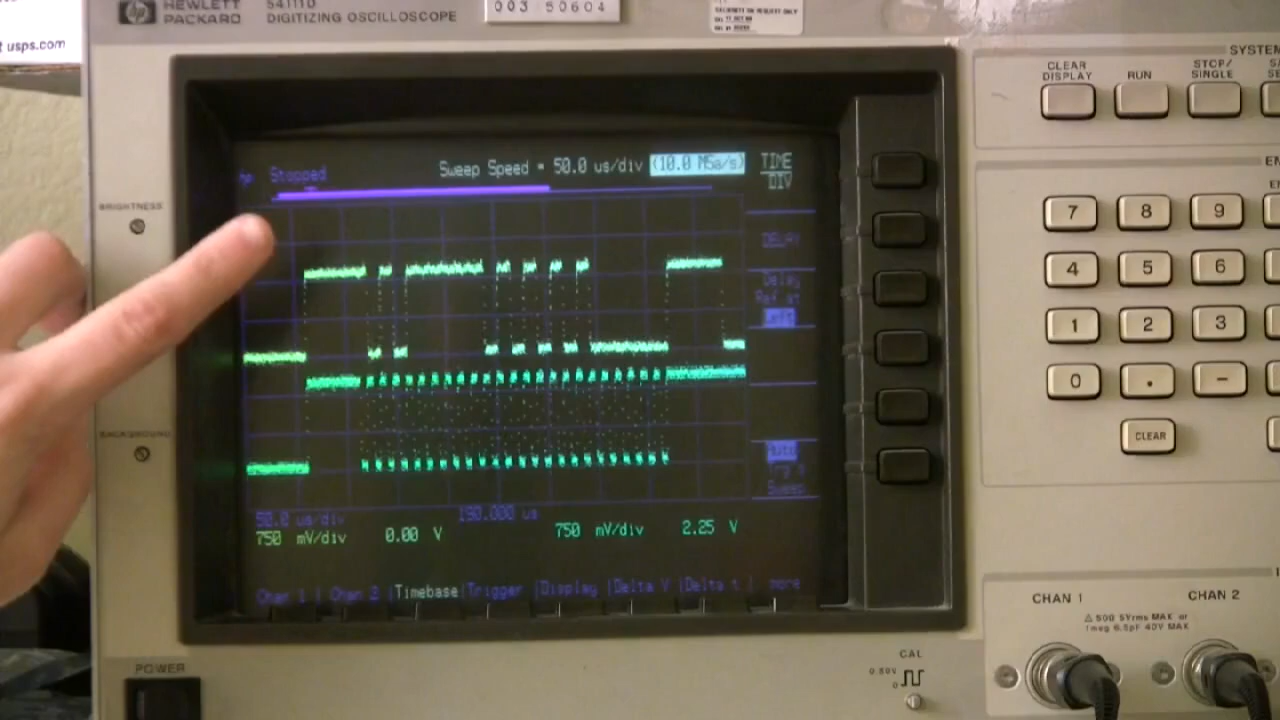 HEWLETT
PACKARD
54111D
DIGITIZING OSCILLOSCOPE
003 50604
t usps.com
SYSTEM
CLEAR
DISPLAY
RUN
STOP/
SINGLE
Stopped
Sweep Speed = 50.0 us/div (10.0 MSa/s)
TIME
DIV
DELAY
Delay
Ref at
Left
Auto
Trg'd
Sweep
BRIGHTNESS
BACKGROUND
50.0 us/div
190.000 us
750 mV/div 0.00 V
750 mV/div 2.25 V
Chan 1 | Chan 2 |Timebase|Trigger |Display |Delta V |Delta t | more
7 8 9
4 5 6
1 2 3
0 . -
CLEAR
CHAN 1
CHAN 2
500 5Vrms MAX or
1meg 6.5pF 40V MAX
CAL
0.80V
0
POWER